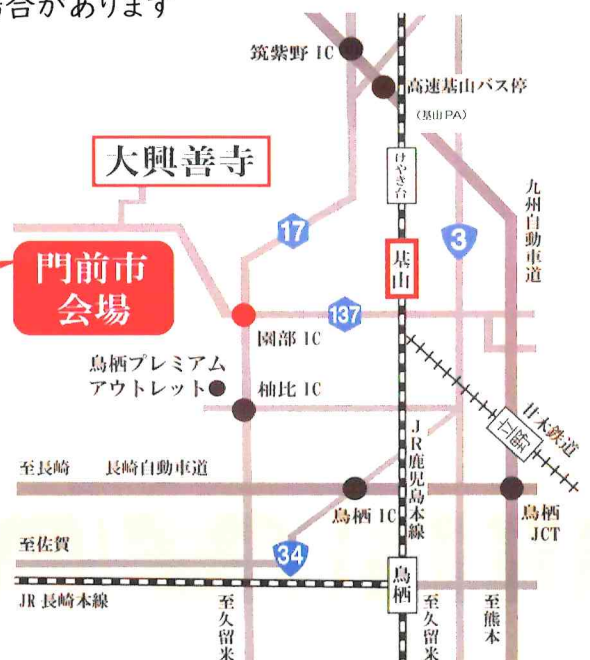 場合があります
筑紫野 IC
高速基山バス停
(基山PA)
大興善寺
けやき台
九州自動車道
17
3
門前市
会場
基山
137
園部 IC
鳥栖プレミアム
アウトレット
柚比 IC
立野
甘木鉄道
JR鹿児島本線
至長崎
長崎自動車道
鳥栖 IC
鳥栖
JCT
至佐賀
34
鳥栖
JR 長崎本線
至久留米
至久留米
至熊本